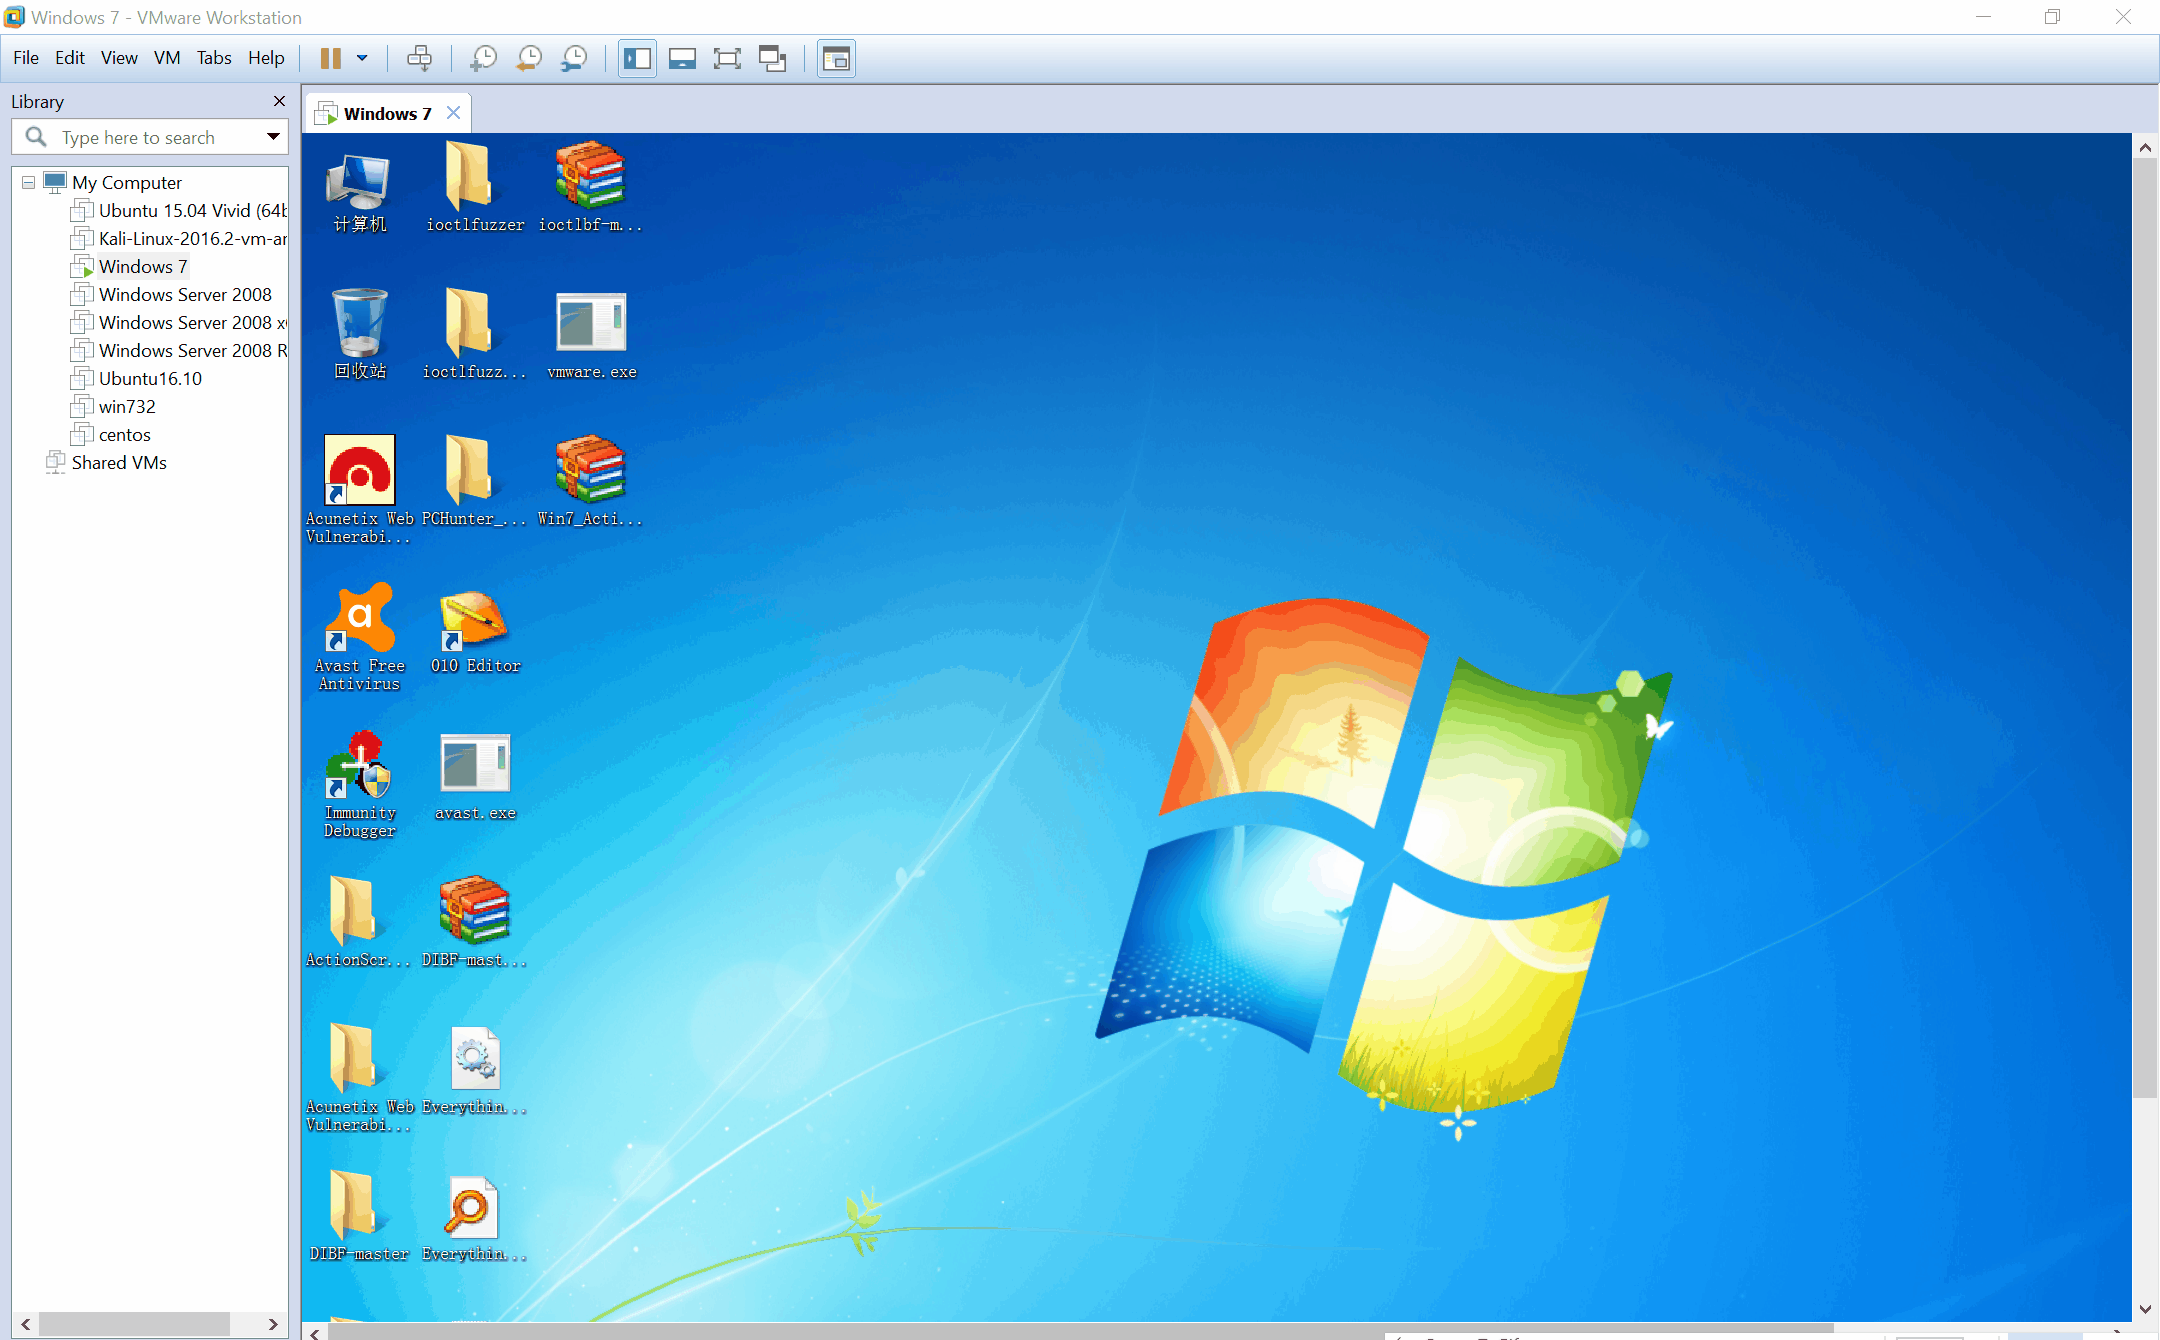 Windows 7 - VMware Workstation
File Edit View VM Tabs Help
Library
Type here to search
My Computer
Ubuntu 15.04 Vivid (64b
Kali-Linux-2016.2-vm-ar
Windows 7
Windows Server 2008
Windows Server 2008 x
Windows Server 2008 R
Ubuntu16.10
win732
centos
Shared VMs
Windows 7
计算机
ioctlfuzzer
ioctlbf-m...
回收站
ioctlfuzz...
vmware.exe
Acunetix Web
Vulnerabi...
PCHunter_...
Win7_Acti...
Avast Free
Antivirus
010 Editor
Immunity
Debugger
avast.exe
ActionScr...
DIBF-mast...
Acunetix Web
Vulnerabi...
Everythin...
DIBF-master
Everythin...